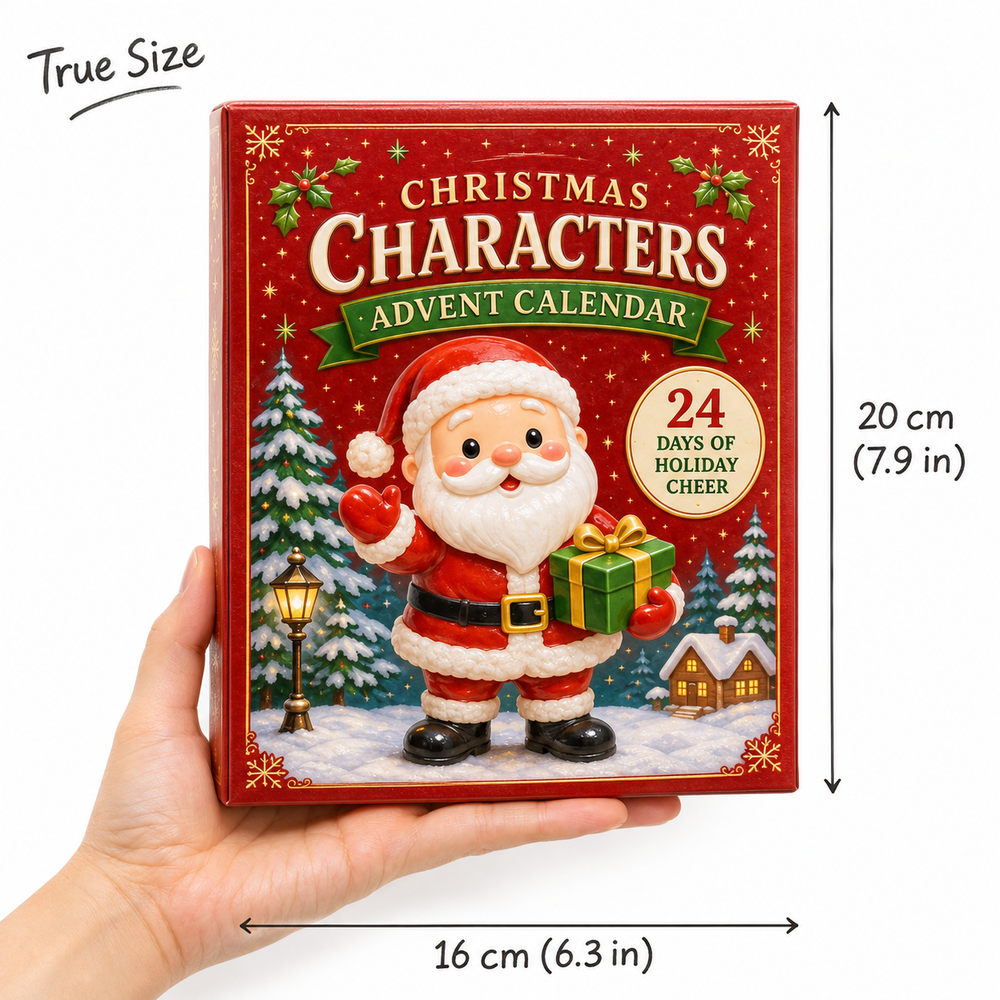 True Size
CHRISTMAS
CHARACTERS
ADVENT CALENDAR
24
DAYS OF
HOLIDAY
CHEER
20 cm
(7.9 in)
16 cm (6.3 in)